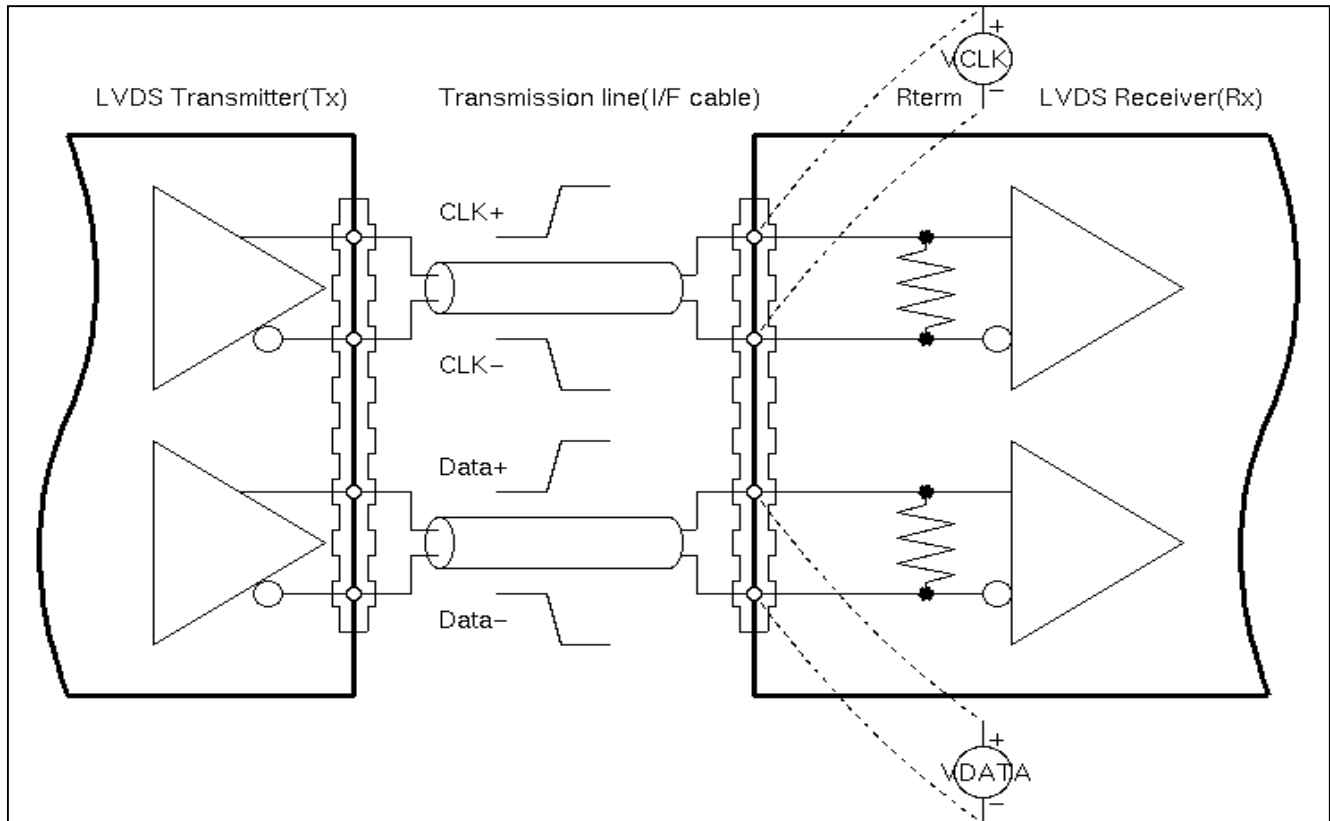 +
VCLK
−
LVDS Transmitter(Tx)
Transmission line(I/F cable)
Rterm
LVDS Receiver(Rx)
CLK+
CLK−
Data+
Data−
+
VDATA
−